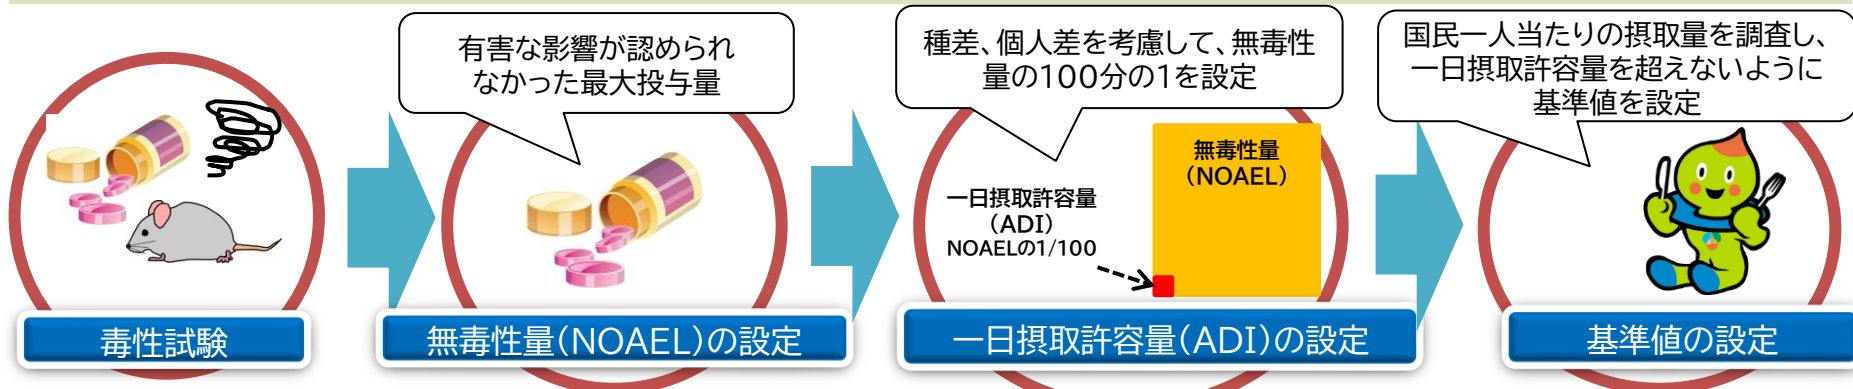 有害な影響が認められ
なかった最大投与量
種差、個人差を考慮して、無毒性
量の100分の1を設定
国民一人当たりの摂取量を調査し、
一日摂取許容量を超えないように
基準値を設定
無毒性量
(NOAEL)
一日摂取許容量
(ADI)
NOAELの1/100
毒性試験
無毒性量(NOAEL)の設定
一日摂取許容量(ADI)の設定
基準値の設定